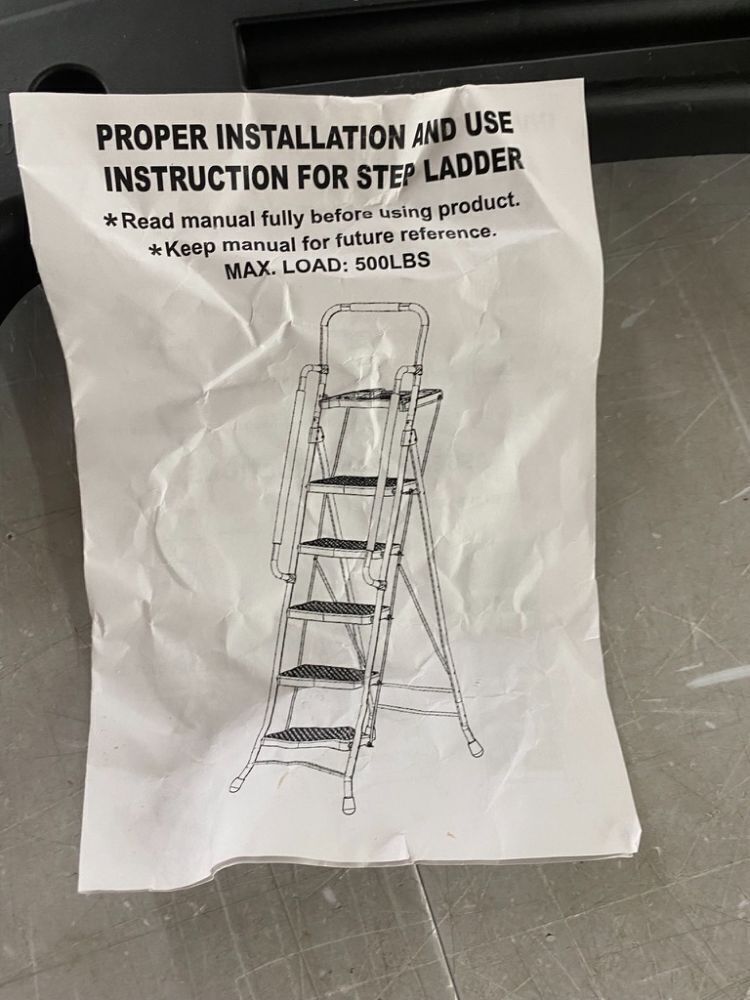 PROPER INSTALLATION AND USE
INSTRUCTION FOR STEP LADDER
*Read manual fully before using product.
*Keep manual for future reference.
MAX. LOAD: 500LBS